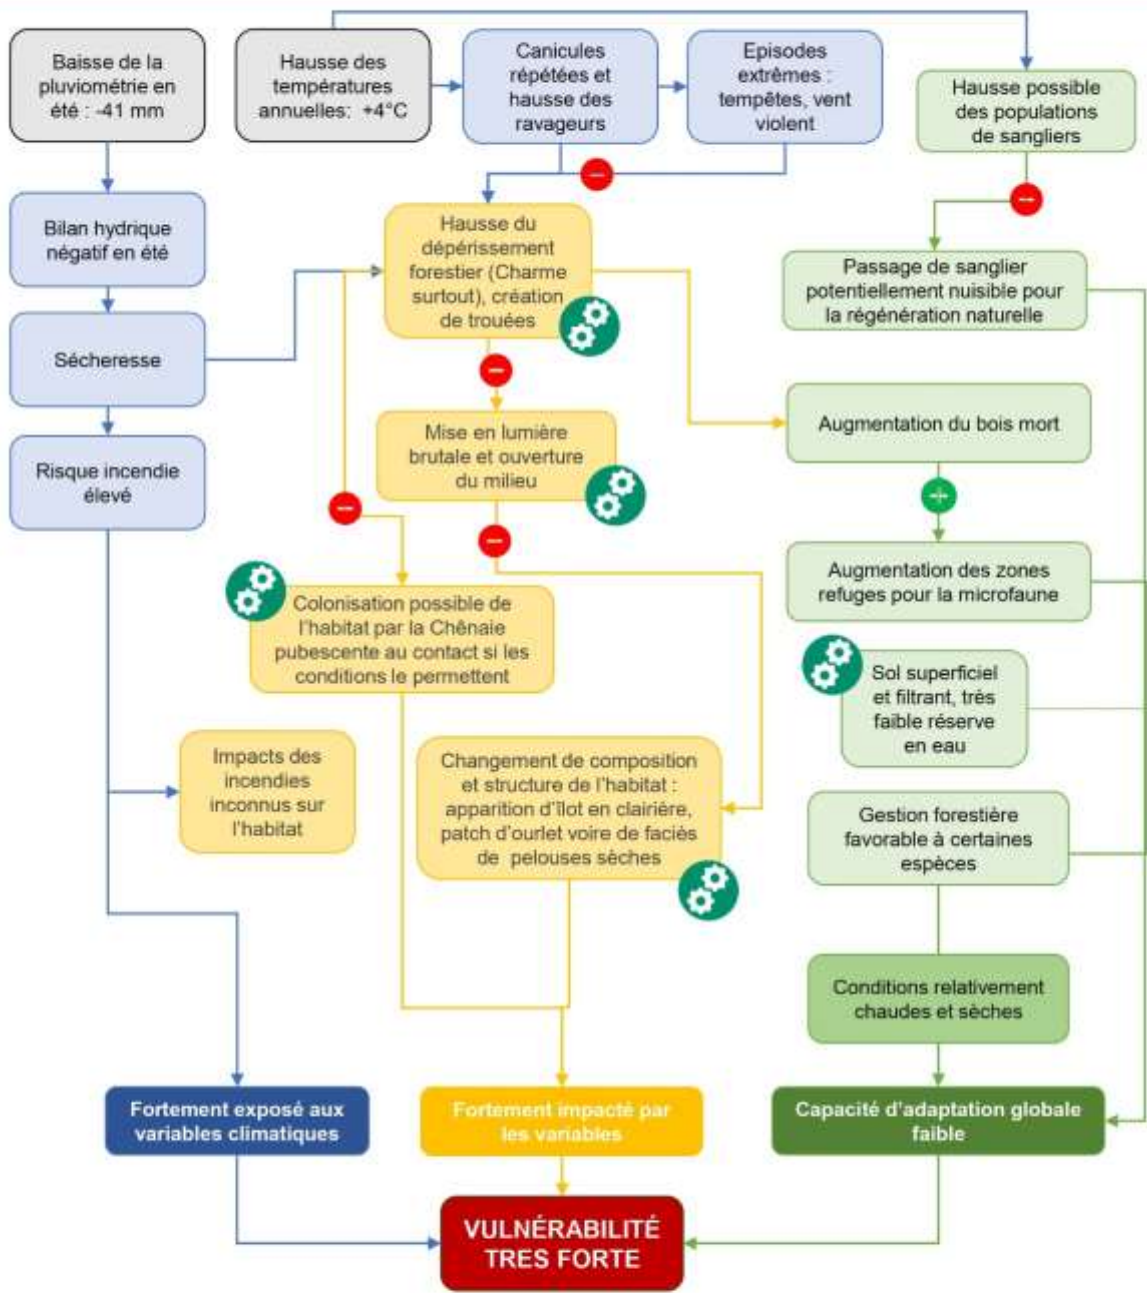 Baisse de la
pluviométrie en
été : -41 mm
Hausse des
températures
annuelles: +4°C
Canicules
répétées et
hausse des
ravageurs
Episodes
extrêmes :
tempêtes, vent
violent
Hausse possible
des populations
de sangliers
Bilan hydrique
négatif en été
Hausse du
dépérissement
forestier (Charme
surtout), création
de trouées
Passage de sanglier
potentiellement nuisible pour
la régénération naturelle
Sécheresse
Augmentation du bois mort
Mise en lumière
brutale et ouverture
du milieu
Risque incendie
élevé
Augmentation des zones
refuges pour la microfaune
Colonisation possible de
l'habitat par la Chênaie
pubescente au contact si les
conditions le permettent
Sol superficiel
et filtrant, très
faible réserve
en eau
Impacts des
incendies
inconnus sur
l'habitat
Changement de composition
et structure de l'habitat :
apparition d'îlot en clairière,
patch d'ourlet voire de faciès
de pelouses sèches
Gestion forestière
favorable à certaines
espèces
Conditions relativement
chaudes et sèches
Fortement exposé aux
variables climatiques
Fortement impacté par
les variables
Capacité d'adaptation globale
faible
VULNÉRABILITÉ
TRES FORTE